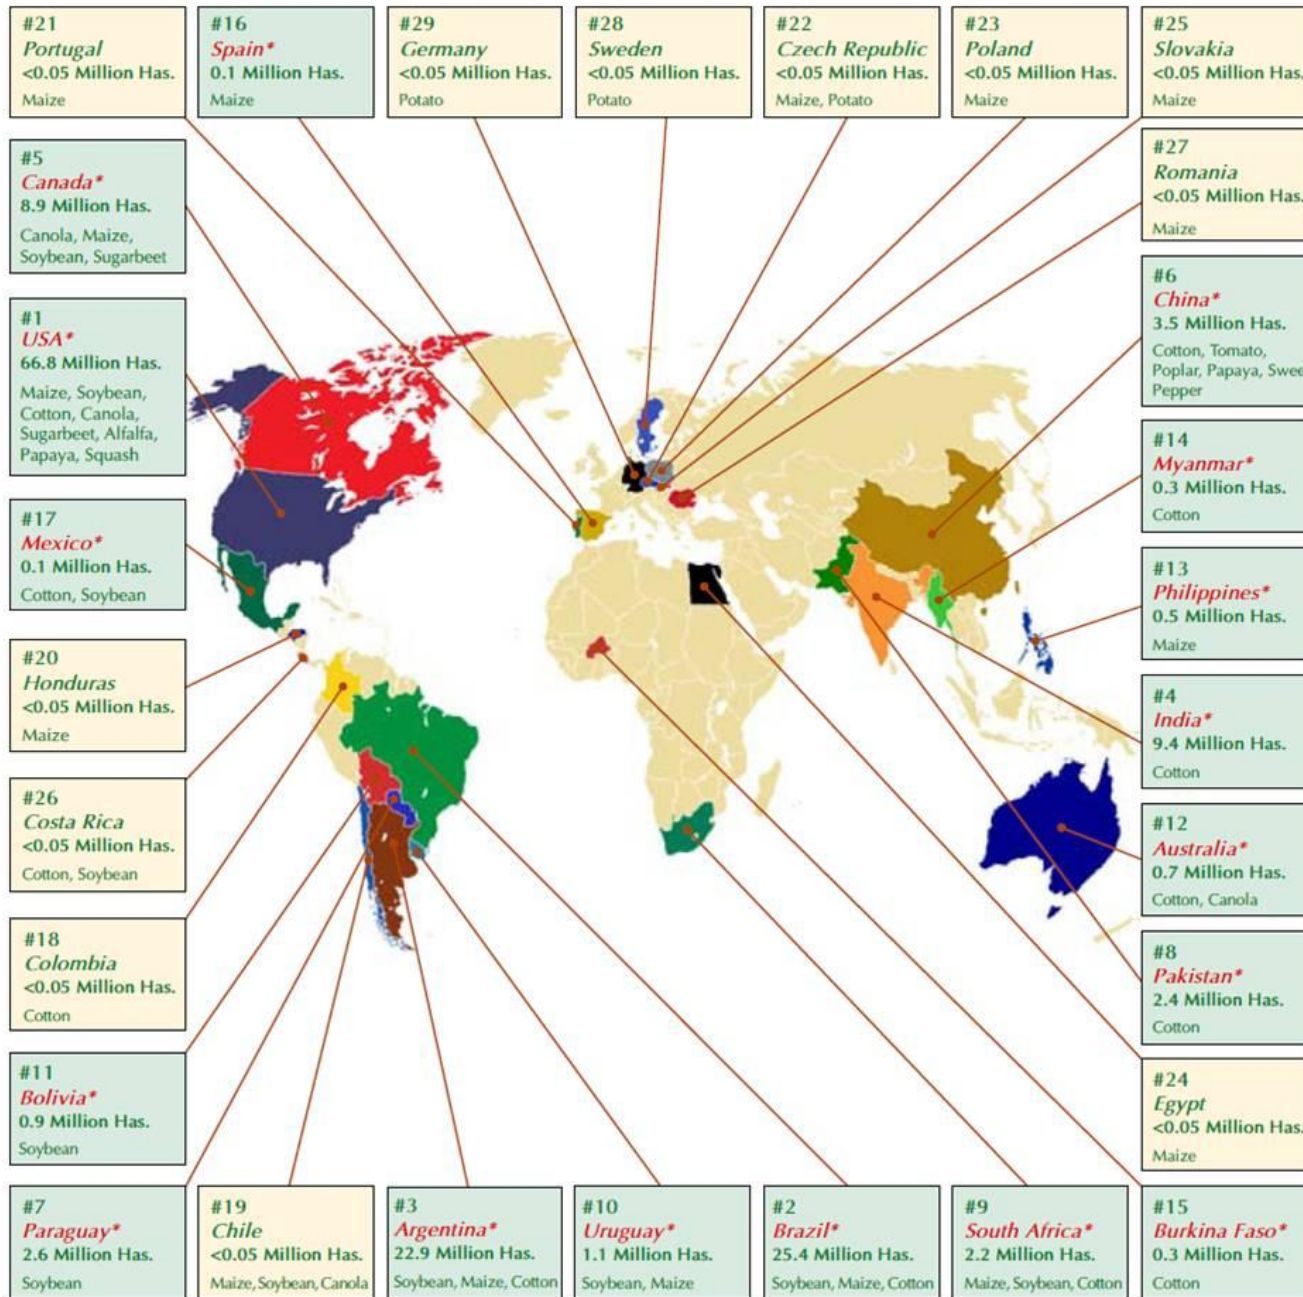 #21
Portugal
<0.05 Million Has.
Maize
#16
Spain*
0.1 Million Has.
Maize
#29
Germany
<0.05 Million Has.
Potato
#28
Sweden
<0.05 Million Has.
Potato
#22
Czech Republic
<0.05 Million Has.
Maize, Potato
#23
Poland
<0.05 Million Has.
Maize
#25
Slovakia
<0.05 Million Has.
Maize
#5
Canada*
8.9 Million Has.
Canola, Maize,
Soybean, Sugarbeet
#27
Romania
<0.05 Million Has.
Maize
#1
USA*
66.8 Million Has.
Maize, Soybean,
Cotton, Canola,
Sugarbeet, Alfalfa,
Papaya, Squash
#6
China*
3.5 Million Has.
Cotton, Tomato,
Poplar, Papaya, Swee
Pepper
#14
Myanmar*
0.3 Million Has.
Cotton
#17
Mexico*
0.1 Million Has.
Cotton, Soybean
#13
Philippines*
0.5 Million Has.
Maize
#20
Honduras
<0.05 Million Has.
Maize
#4
India*
9.4 Million Has.
Cotton
#26
Costa Rica
<0.05 Million Has.
Cotton, Soybean
#12
Australia*
0.7 Million Has.
Cotton, Canola
#18
Colombia
<0.05 Million Has.
Cotton
#8
Pakistan*
2.4 Million Has.
Cotton
#11
Bolivia*
0.9 Million Has.
Soybean
#24
Egypt
<0.05 Million Has.
Maize
#7
Paraguay*
2.6 Million Has.
Soybean
#19
Chile
<0.05 Million Has.
Maize, Soybean, Canola
#3
Argentina*
22.9 Million Has.
Soybean, Maize, Cotton
#10
Uruguay*
1.1 Million Has.
Soybean, Maize
#2
Brazil*
25.4 Million Has.
Soybean, Maize, Cotton
#9
South Africa*
2.2 Million Has.
Maize, Soybean, Cotton
#15
Burkina Faso*
0.3 Million Has.
Cotton